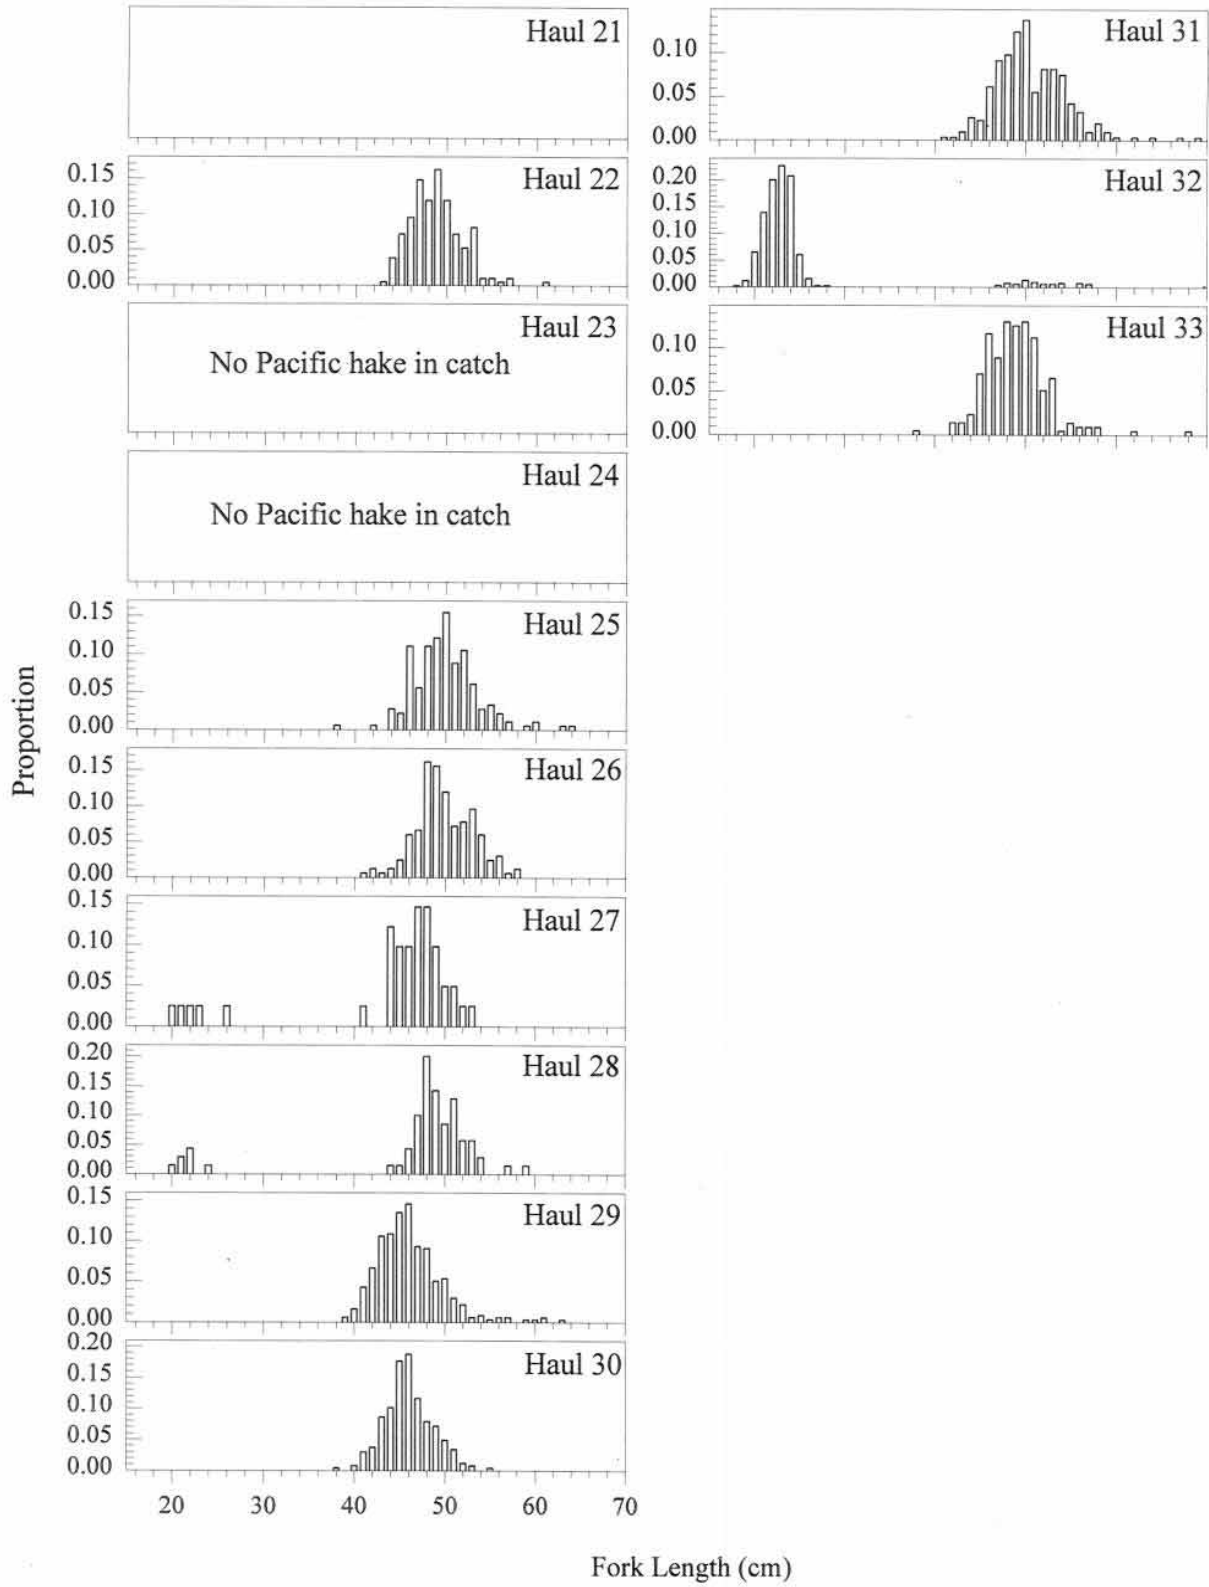 Haul 21
Haul 22
0.15
0.10
0.05
0.00
Haul 23
No Pacific hake in catch
Haul 24
No Pacific hake in catch
Haul 25
0.15
0.10
0.05
0.00
Haul 26
0.15
0.10
0.05
0.00
Haul 27
0.15
0.10
0.05
0.00
Haul 28
0.20
0.15
0.10
0.05
0.00
Haul 29
0.15
0.10
0.05
0.00
Haul 30
0.20
0.15
0.10
0.05
0.00
20 30 40 50 60 70
Proportion
Haul 31
0.10
0.05
0.00
Haul 32
0.20
0.15
0.10
0.05
0.00
Haul 33
0.10
0.05
0.00
Fork Length (cm)